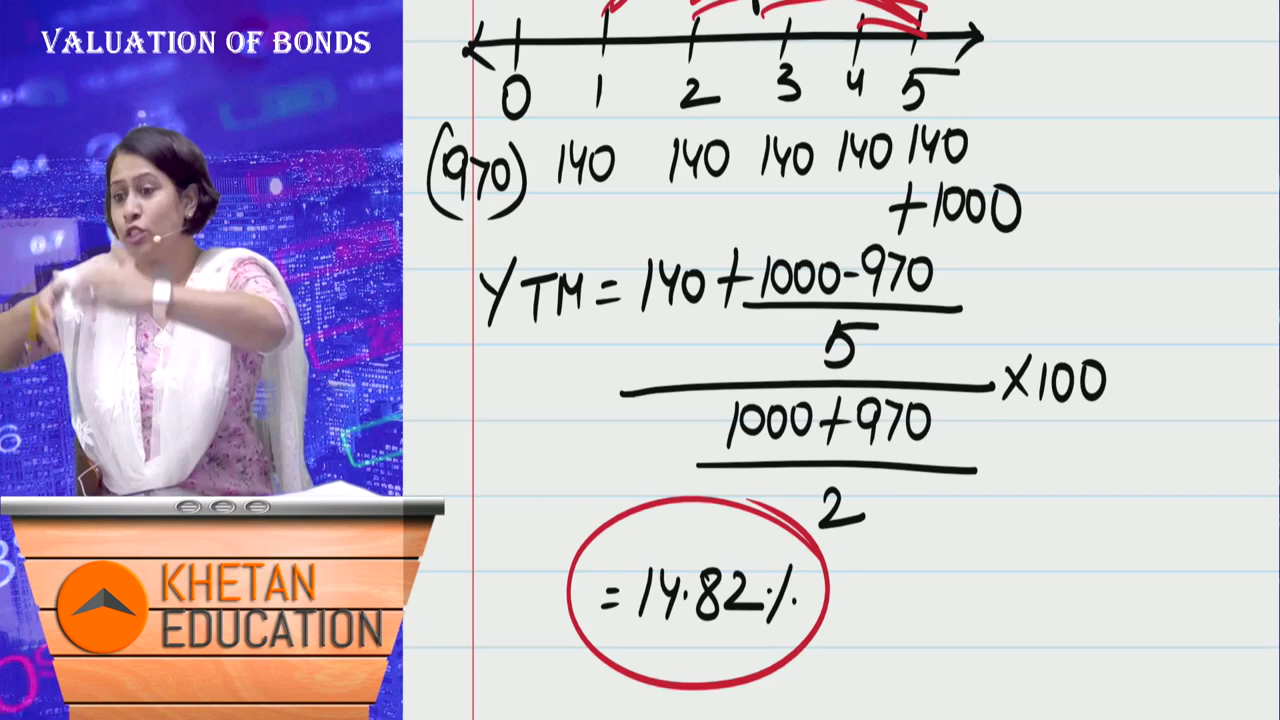 VALUATION OF BONDS
0 1 2 3 4 5
(970) 140 140 140 140 140
+1000
YTM = 140 + 1000-970
5
×100
1000+970
2
= 14.82%
KHETAN
EDUCATION